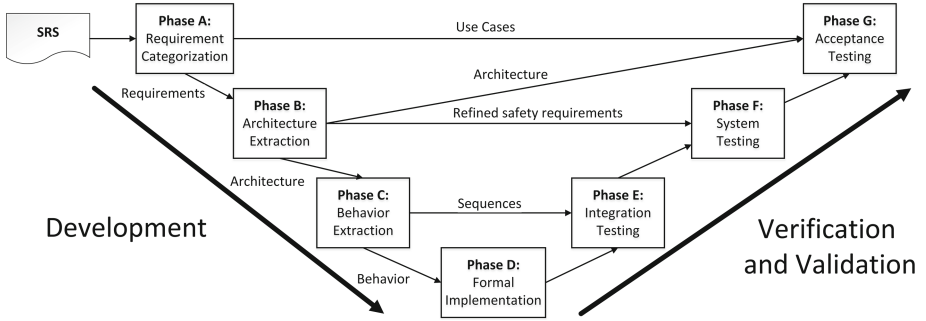 SRS
Phase A:
Requirement
Categorization
Use Cases
Phase G:
Acceptance
Testing
Requirements
Architecture
Phase B:
Architecture
Extraction
Refined safety requirements
Phase F:
System
Testing
Architecture
Phase C:
Behavior
Extraction
Sequences
Phase E:
Integration
Testing
Development
Verification
and Validation
Behavior
Phase D:
Formal
Implementation